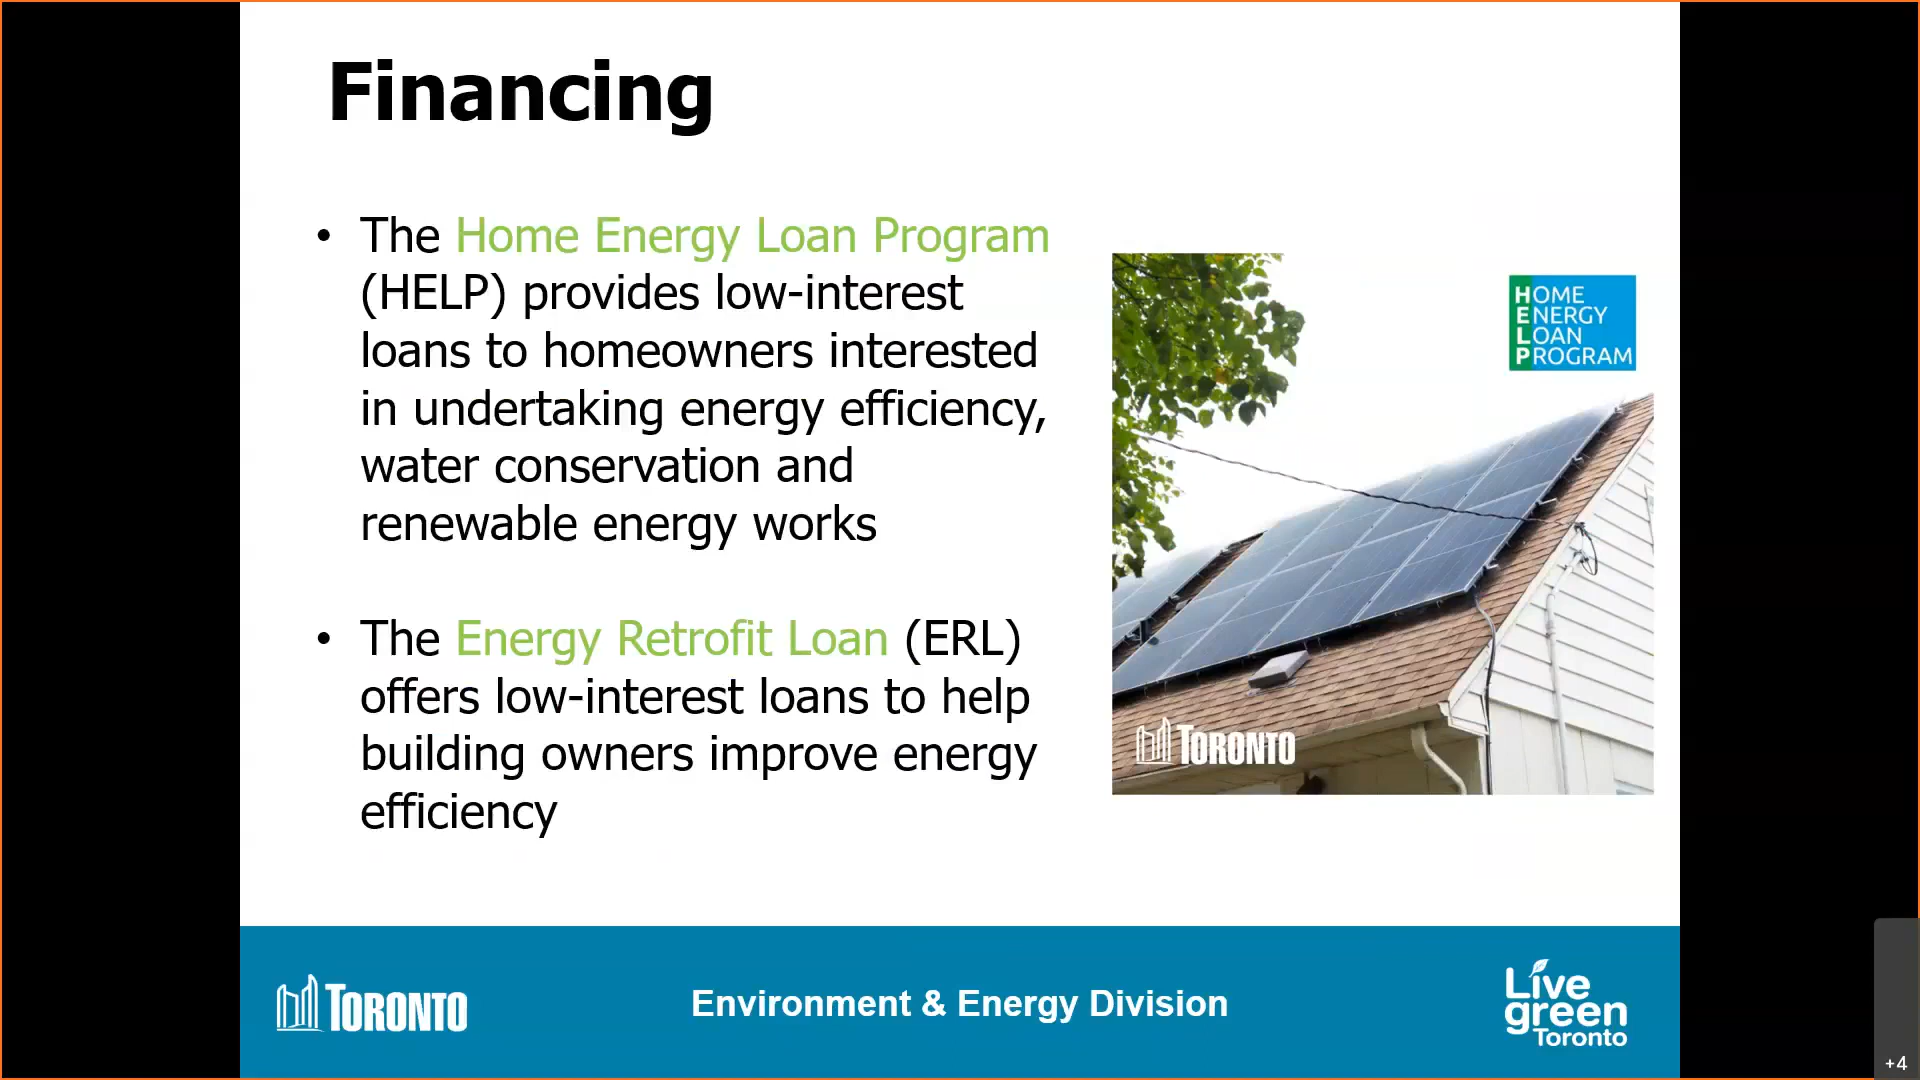 Financing
• The Home Energy Loan Program
(HELP) provides low-interest
loans to homeowners interested
in undertaking energy efficiency,
water conservation and
renewable energy works
• The Energy Retrofit Loan (ERL)
offers low-interest loans to help
building owners improve energy
efficiency
HOME
ENERGY
LOAN
PROGRAM
TORONTO
TORONTO
Environment & Energy Division
Live
green
Toronto
+4